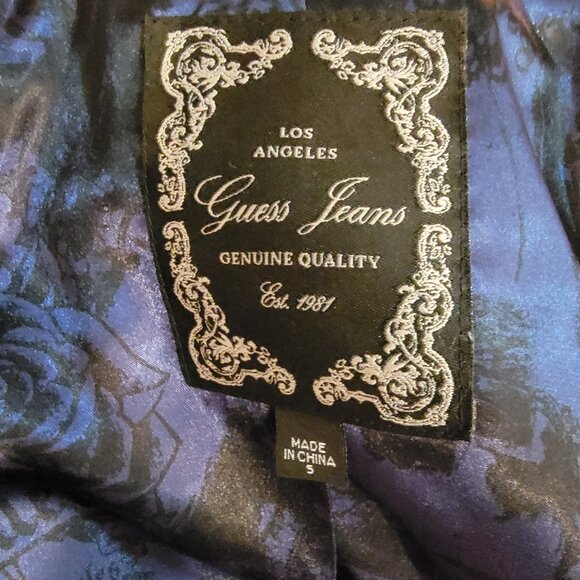 LOS
ANGELES
Guess Jeans
GENUINE QUALITY
Est. 1981
MADE
IN CHINA
S